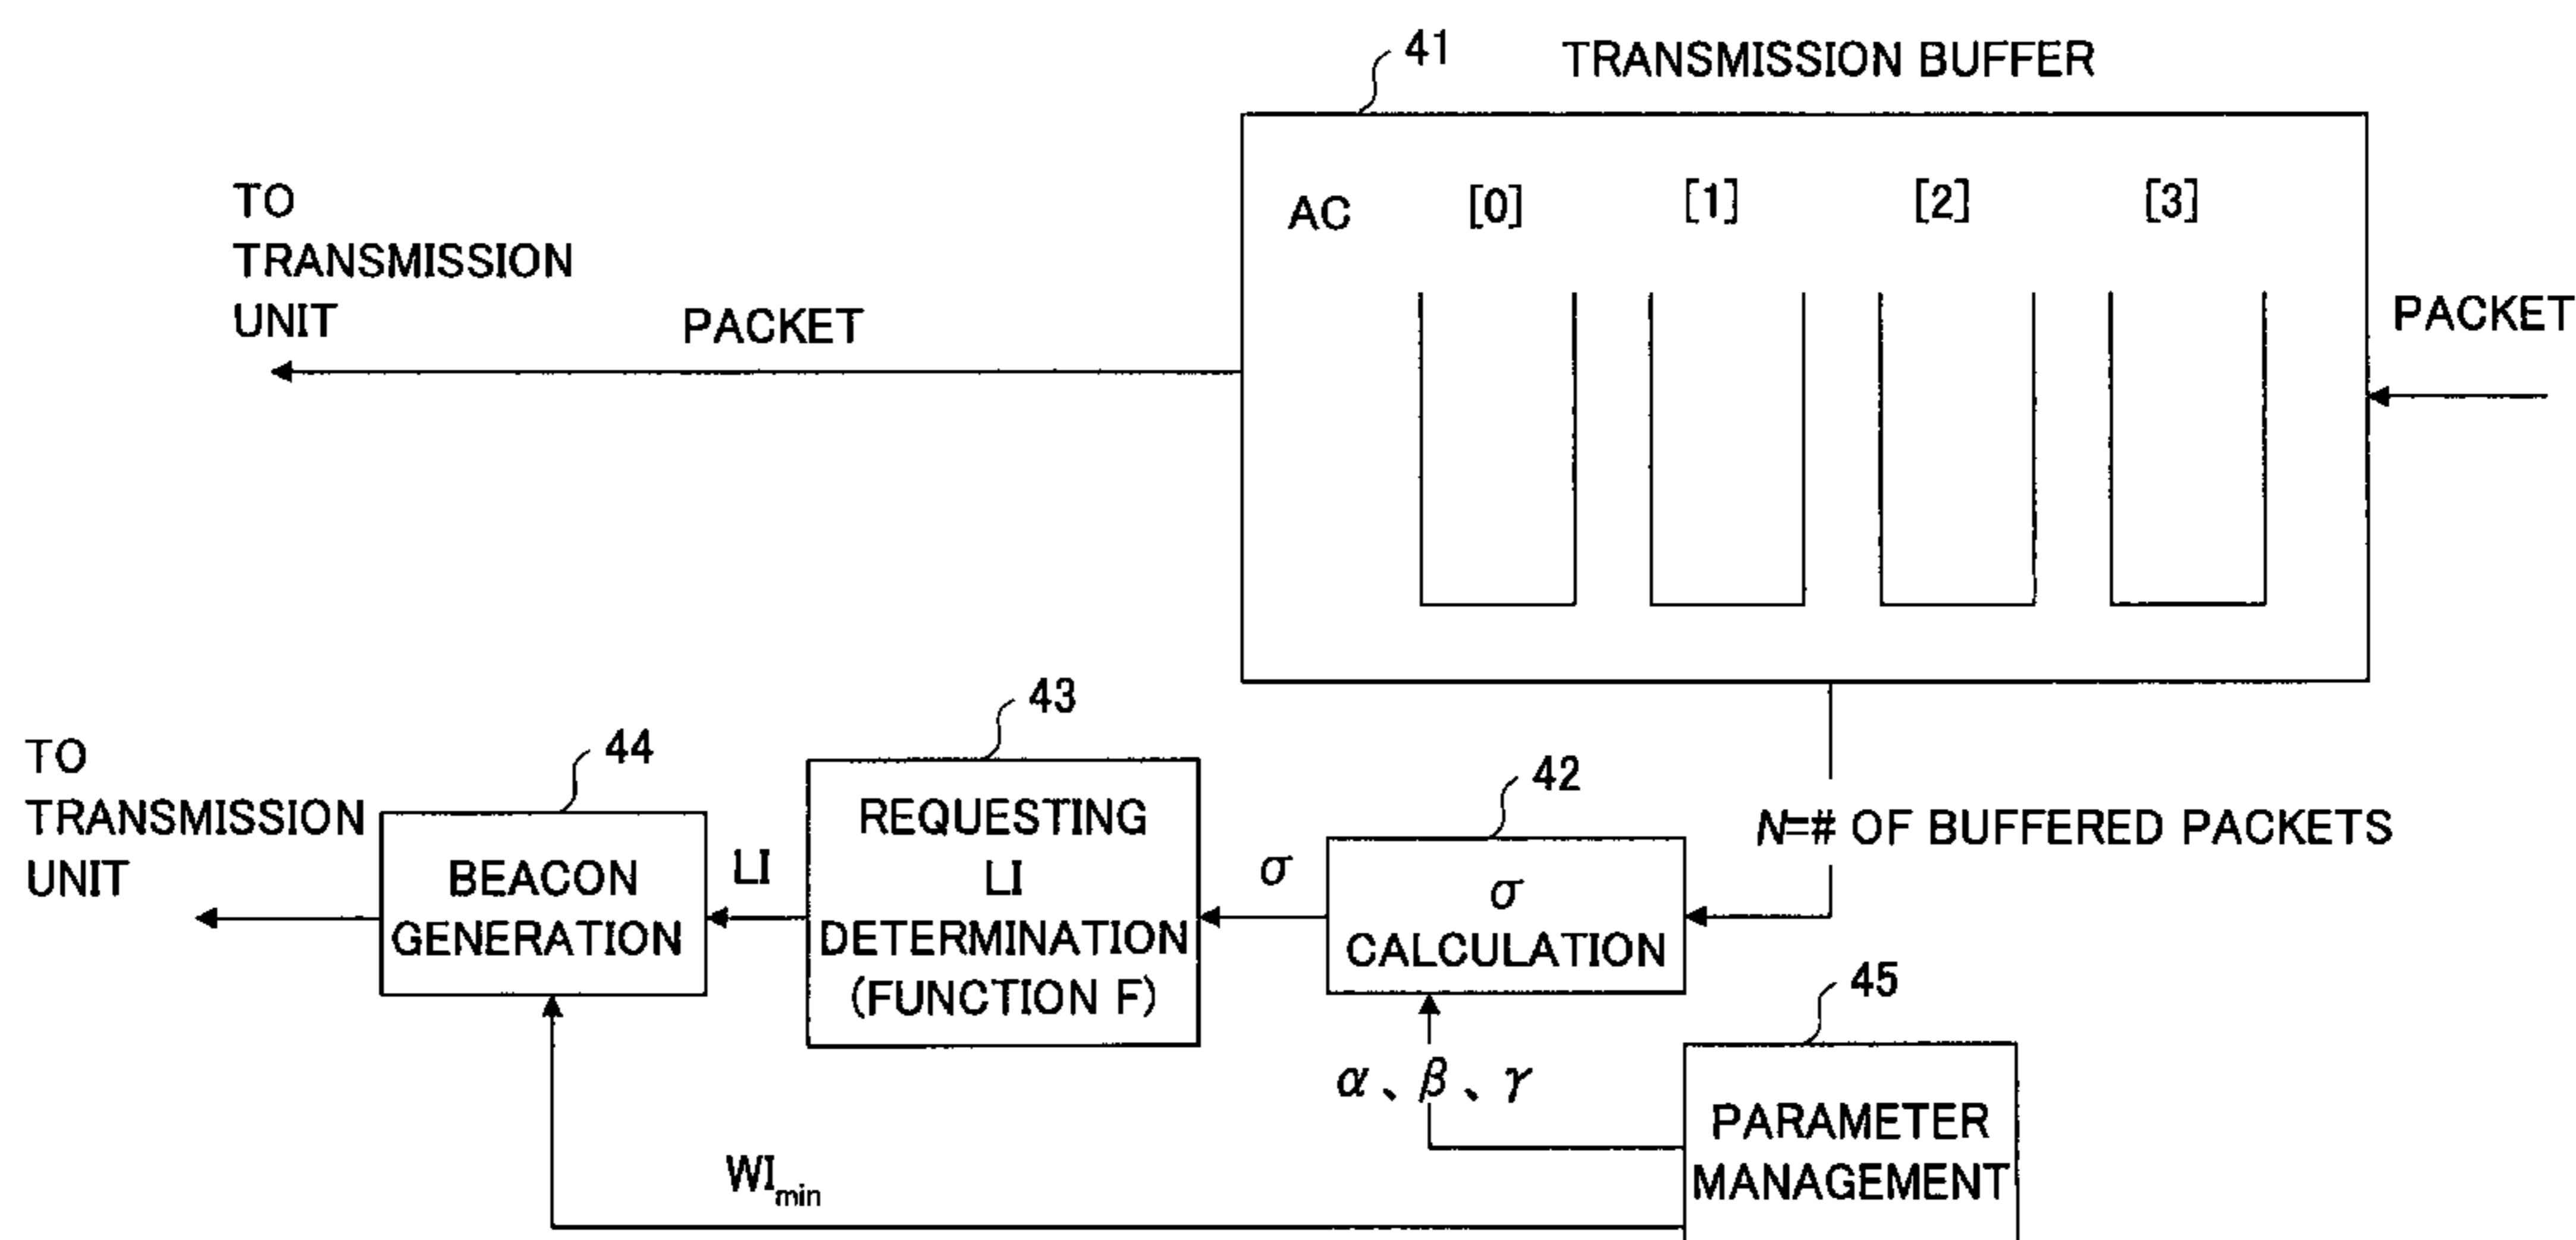 41
TRANSMISSION BUFFER
AC [0] [1] [2] [3]
TO
TRANSMISSION
UNIT
PACKET
PACKET
43
44
42
TO
TRANSMISSION
UNIT
BEACON
GENERATION
LI
REQUESTING
LI
DETERMINATION
(FUNCTION F)
σ
σ
CALCULATION
N=# OF BUFFERED PACKETS
45
α、β、γ
PARAMETER
MANAGEMENT
WImin